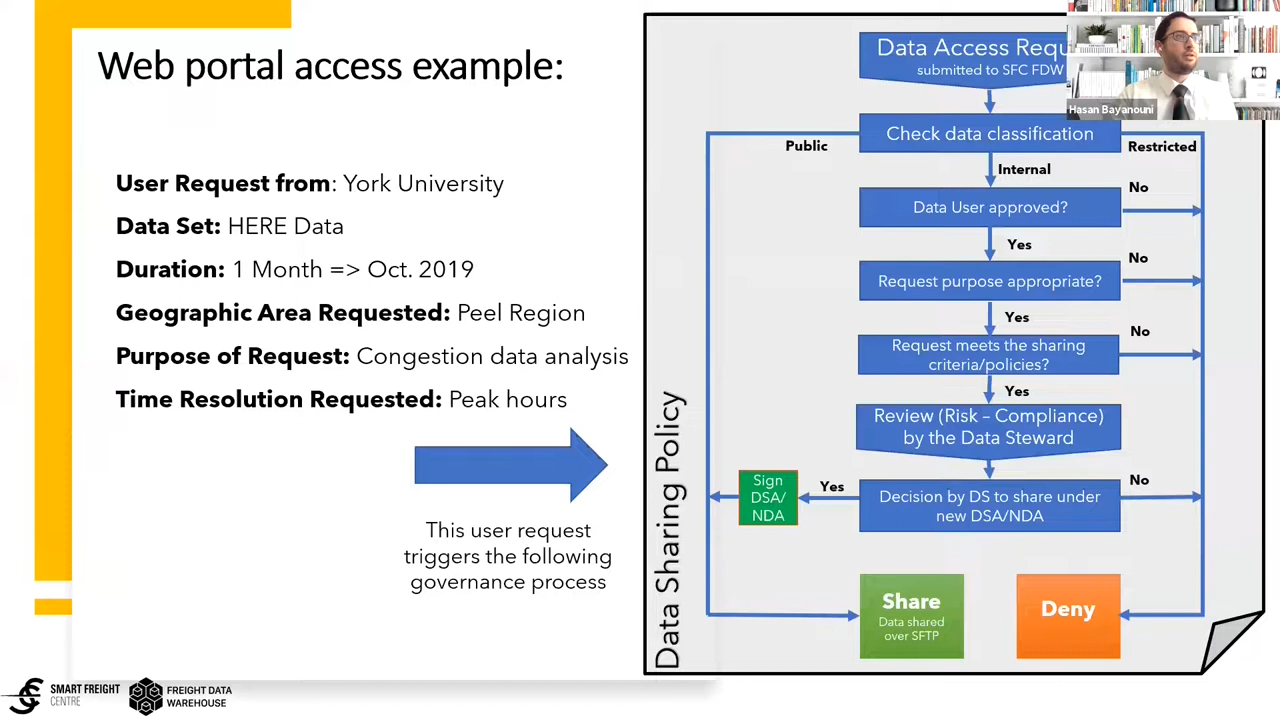 Web portal access example:
User Request from: York University
Data Set: HERE Data
Duration: 1 Month => Oct. 2019
Geographic Area Requested: Peel Region
Purpose of Request: Congestion data analysis
Time Resolution Requested: Peak hours
This user request
triggers the following
governance process
SMART FREIGHT
CENTRE
FREIGHT DATA
WAREHOUSE
Data Sharing Policy
Data Access
submitted to SFC FDW
Hasan Bayanouni
Check data classification
Public
Restricted
Internal
Data User approved?
No
Yes
Request purpose appropriate?
No
Yes
Request meets the sharing
criteria/policies?
No
Yes
Review (Risk – Compliance)
by the Data Steward
Decision by DS to share under
new DSA/NDA
No
Yes
Sign
DSA/
NDA
Share
Data shared
over SFTP
Deny